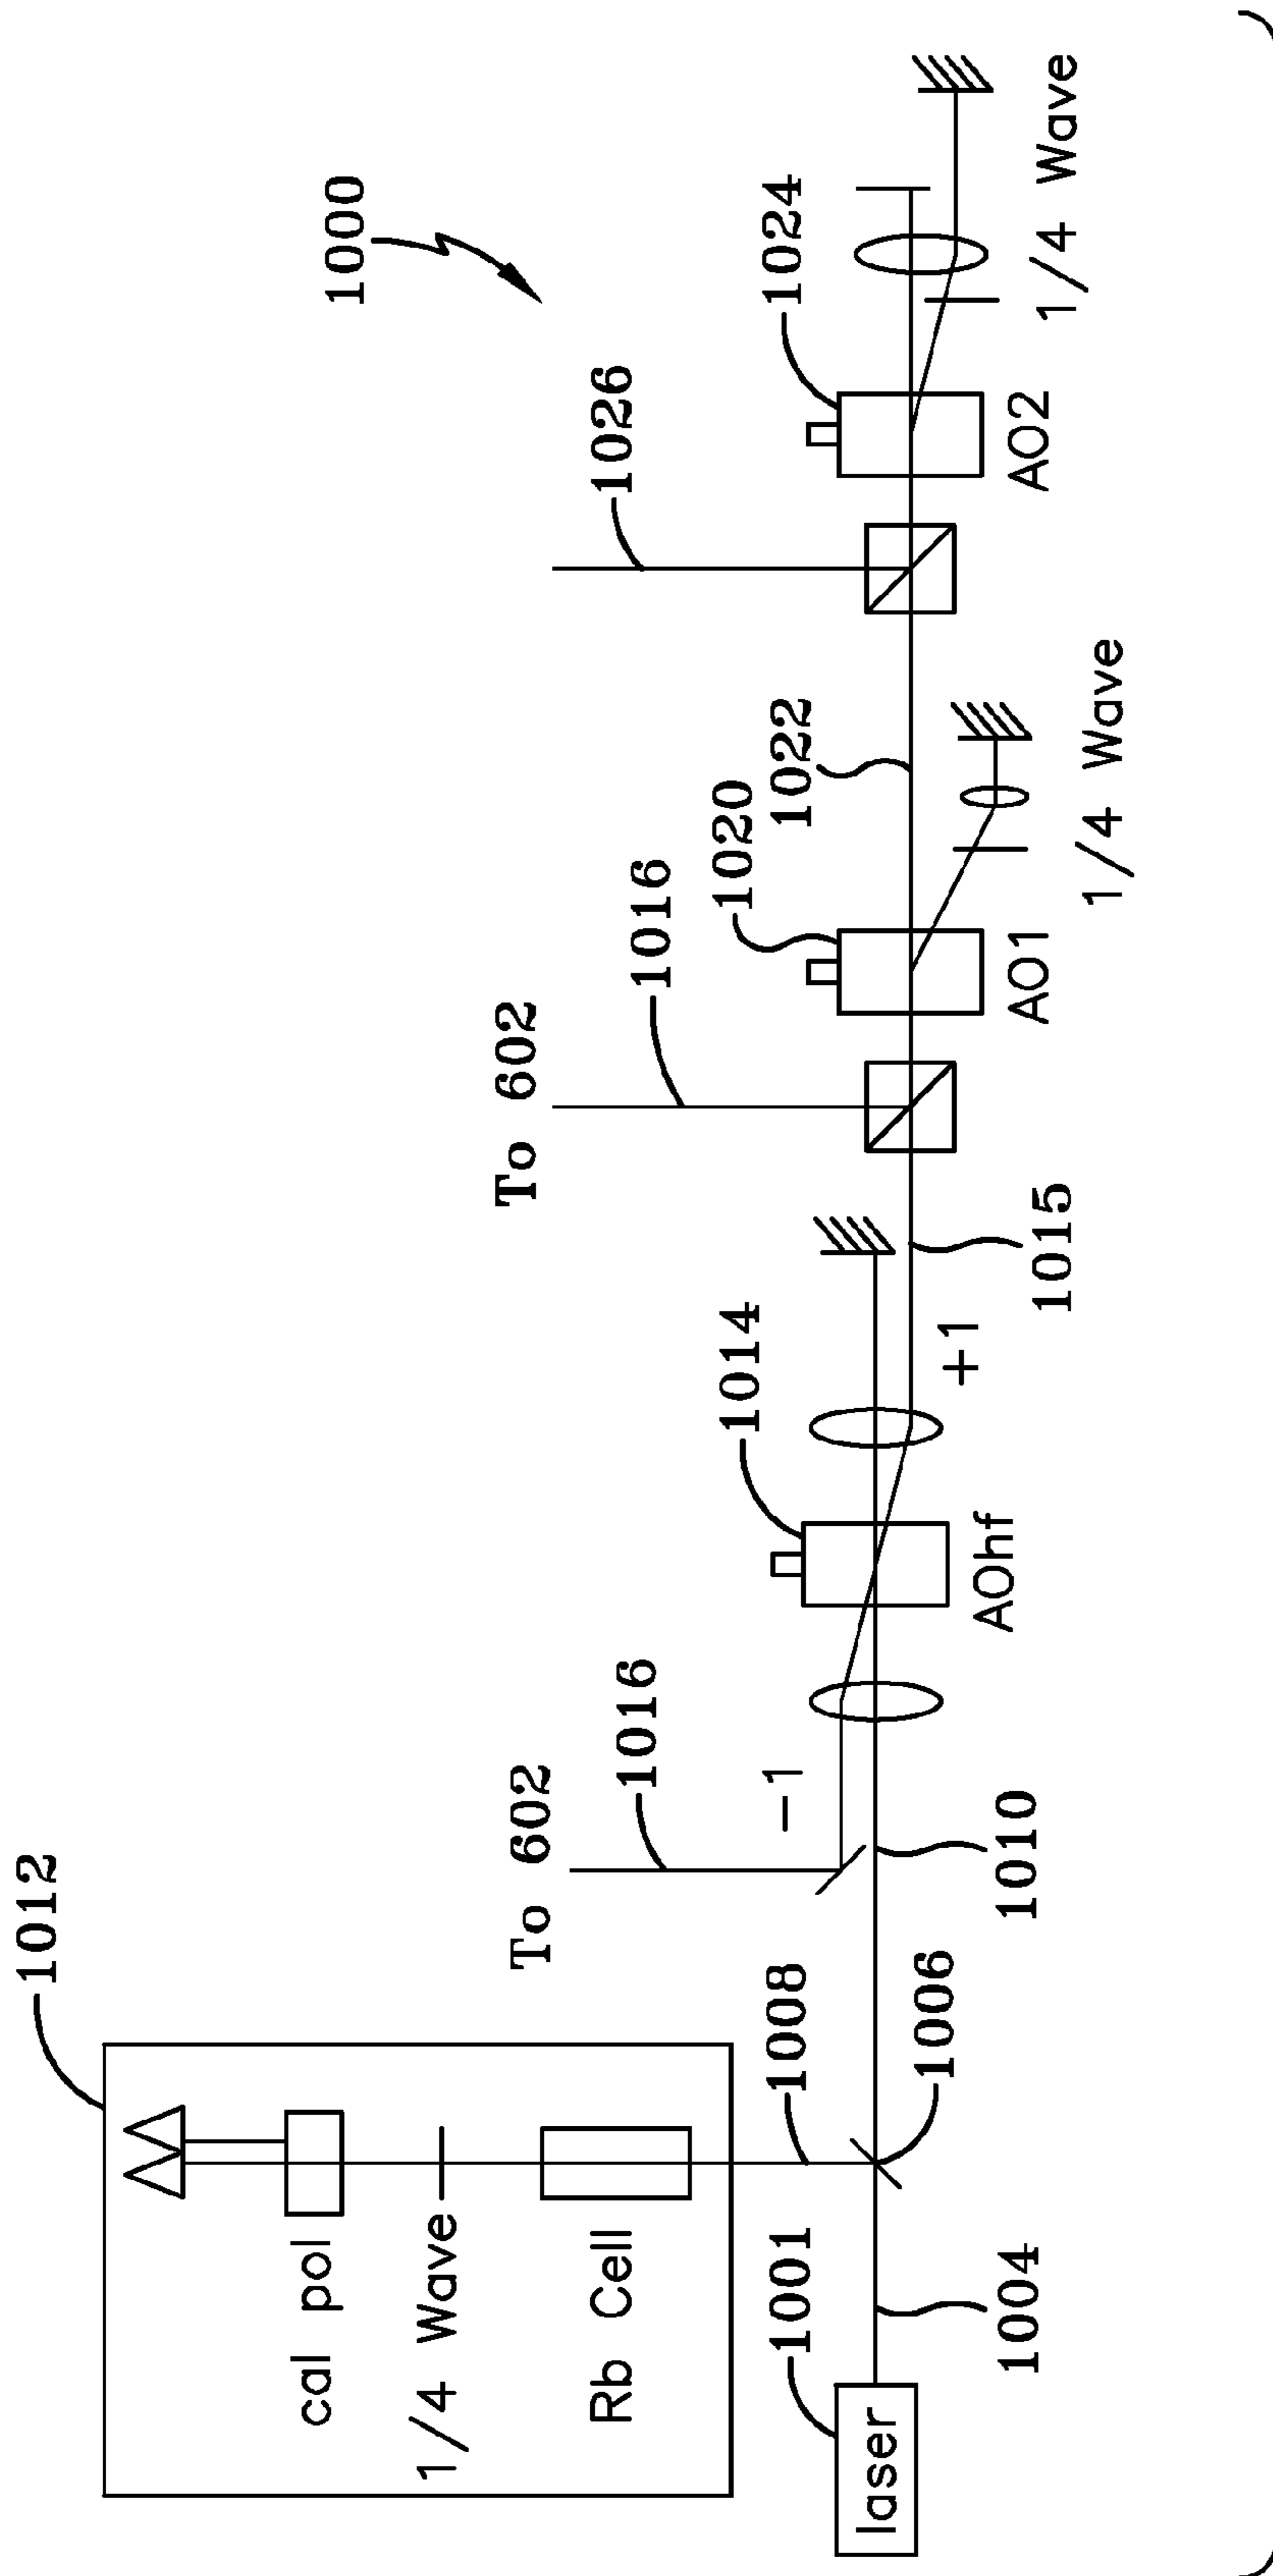 1000
1012
cal pol
1/4 Wave
Rb Cell
To 602
1016
1008
1001
laser
1004
1006
1010
-1
1014
AOhf
+1
1015
To 602
1016
1020
AO1
1022
1/4 Wave
1026
1024
AO2
1/4 Wave